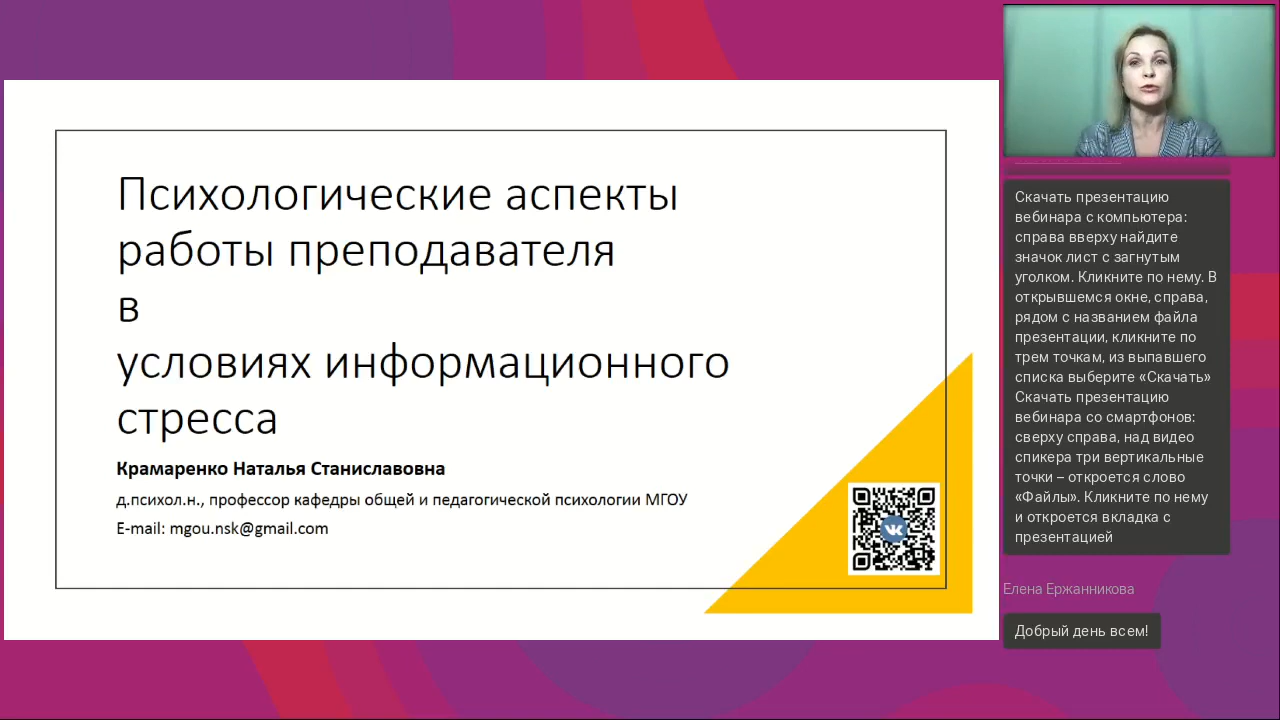 Психологические аспекты
работы преподавателя
в
условиях информационного
стресса
Крамаренко Наталья Станиславовна
д.психол.н., профессор кафедры общей и педагогической психологии МГОУ
E-mail: mgou.nsk@gmail.com
Скачать презентацию
вебинара с компьютера:
справа вверху найдите
значок лист с загнутым
уголком. Кликните по нему. В
открывшемся окне, справа,
рядом с названием файла
презентации, кликните по
трем точкам, из выпавшего
списка выберите «Скачать»
Скачать презентацию
вебинара со смартфонов:
сверху справа, над видео
спикера три вертикальные
точки – откроется слово
«Файлы». Кликните по нему
и откроется вкладка с
презентацией
Елена Ержанникова
Добрый день всем!